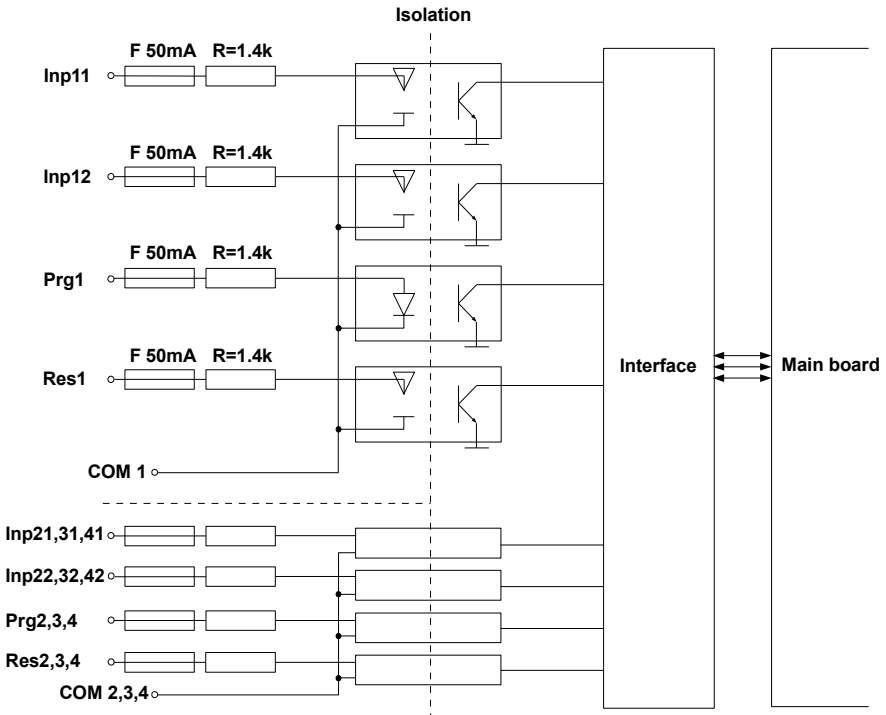 Isolation
F 50mA R=1.4k
Inp11
F 50mA R=1.4k
Inp12
F 50mA R=1.4k
Prg1
F 50mA R=1.4k
Res1
Interface
Main board
COM 1
Inp21,31,41
Inp22,32,42
Prg2,3,4
Res2,3,4
COM 2,3,4